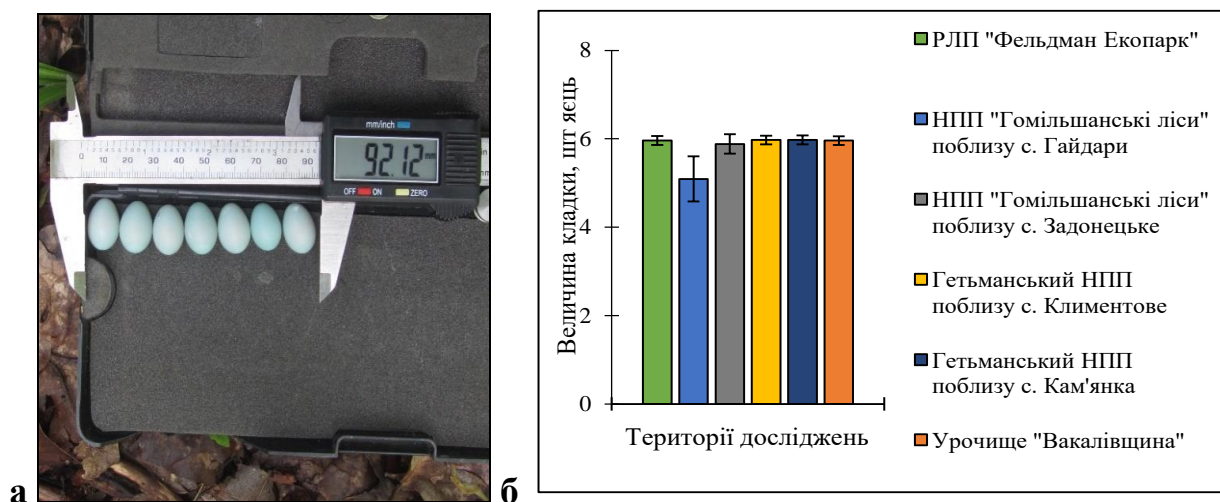 mm/inch
92.12 mm
0 10 20 30 40 50 60 70 80 90
OFF ON ZERO
а
Величина кладки, шт яєць
8
6
4
2
0
Території досліджень
РЛП "Фельдман Екопарк"
НПП "Гомільшанські ліси"
поблизу с. Гайдари
НПП "Гомільшанські ліси"
поблизу с. Задонецьке
Гетьманський НПП
поблизу с. Климентове
Гетьманський НПП
поблизу с. Кам'янка
Урочище "Вакалівщина"
б